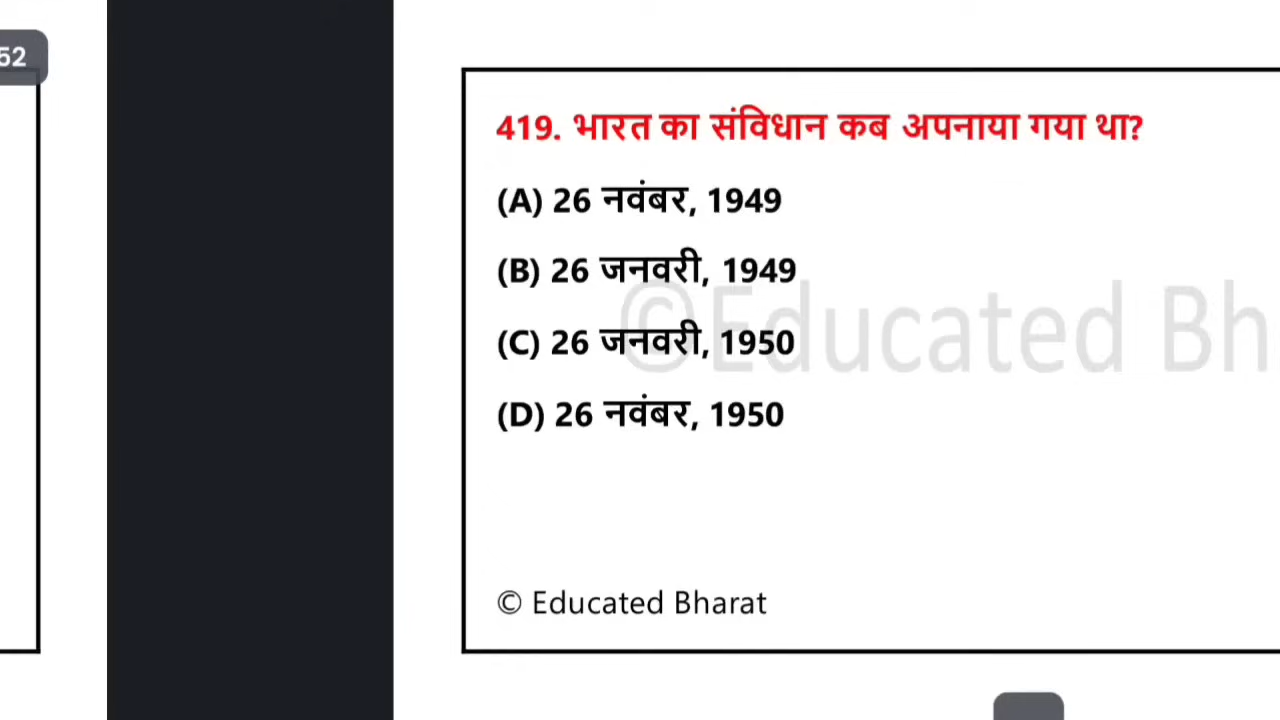 52
419. भारत का संविधान कब अपनाया गया था?
(A) 26 नवंबर, 1949
(B) 26 जनवरी, 1949
©Educated Bh
(C) 26 जनवरी, 1950
(D) 26 नवंबर, 1950
© Educated Bharat